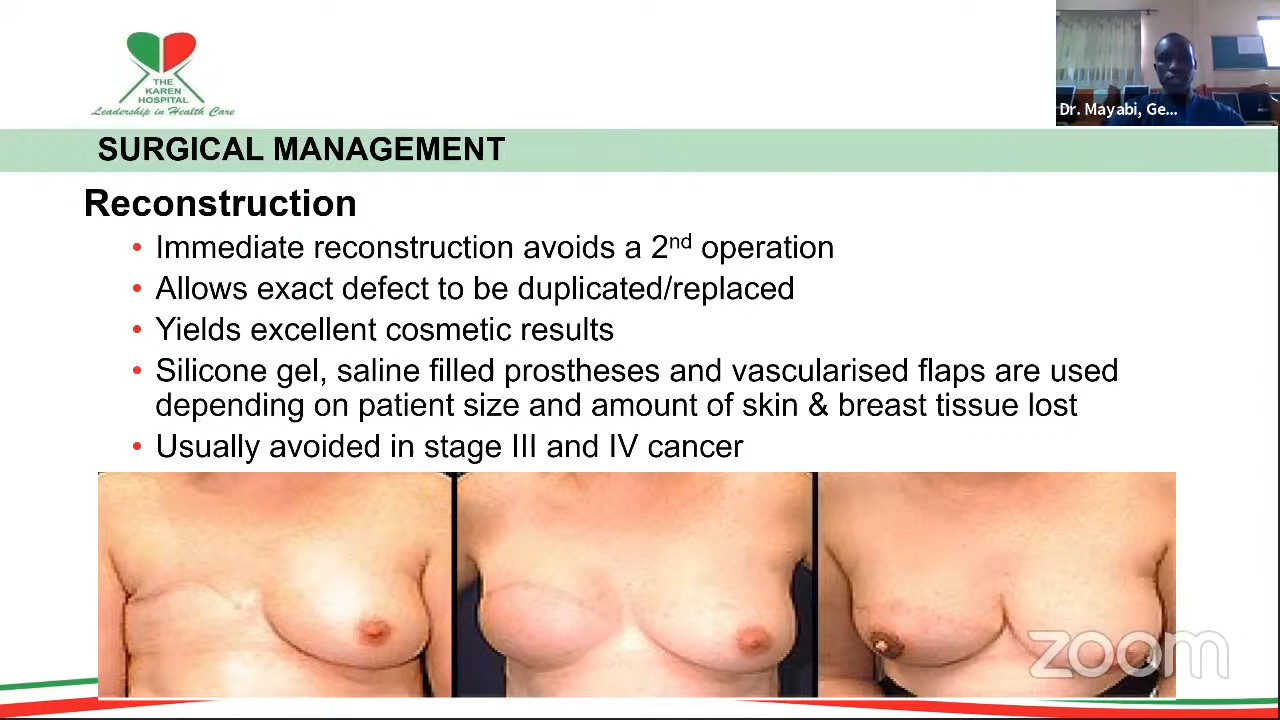 THE
KAREN
HOSPITAL
Leadership in Health Care
Dr. Mayabi, Ge...
SURGICAL MANAGEMENT
Reconstruction
• Immediate reconstruction avoids a 2nd operation
• Allows exact defect to be duplicated/replaced
• Yields excellent cosmetic results
• Silicone gel, saline filled prostheses and vascularised flaps are used
depending on patient size and amount of skin & breast tissue lost
• Usually avoided in stage III and IV cancer
zoom